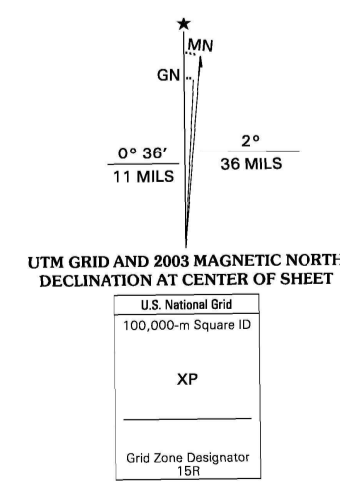 ★
MN
GN
0° 36′
11 MILS
2°
36 MILS
UTM GRID AND 2003 MAGNETIC NORTH
DECLINATION AT CENTER OF SHEET
U.S. National Grid
100,000-m Square ID
XP
Grid Zone Designator
15R